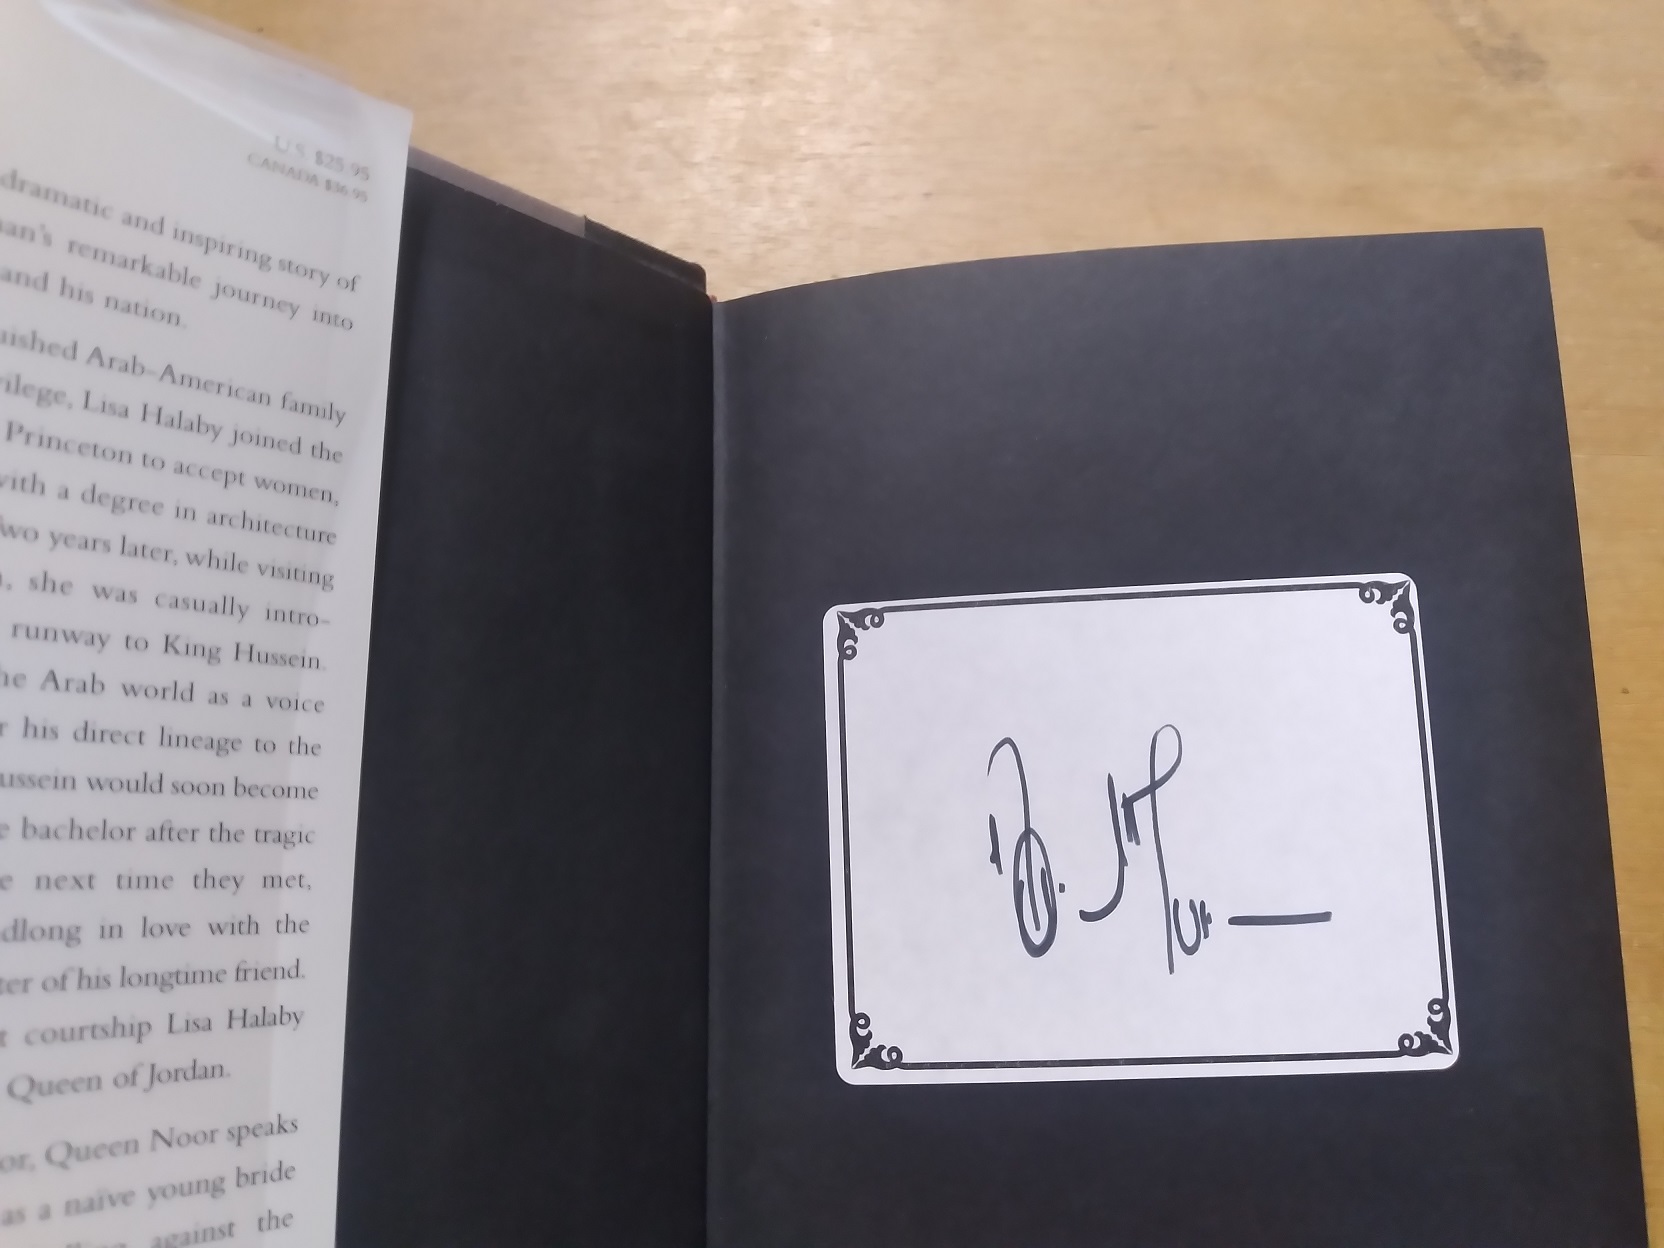 U.S. $25.95
CANADA $36.95
dramatic and inspiring story of
remarkable journey into
and his nation.
Arab-American family
Lisa Halaby joined the
Princeton to accept women,
with a degree in architecture
two years later, while visiting
she was casually intro-
runway to King Hussein.
Arab world as a voice
his direct lineage to the
would soon become
bachelor after the tragic
next time they met,
in love with the
of his longtime friend.
courtship Lisa Halaby
Queen of Jordan.
Queen Noor speaks
as a naïve young bride
against the